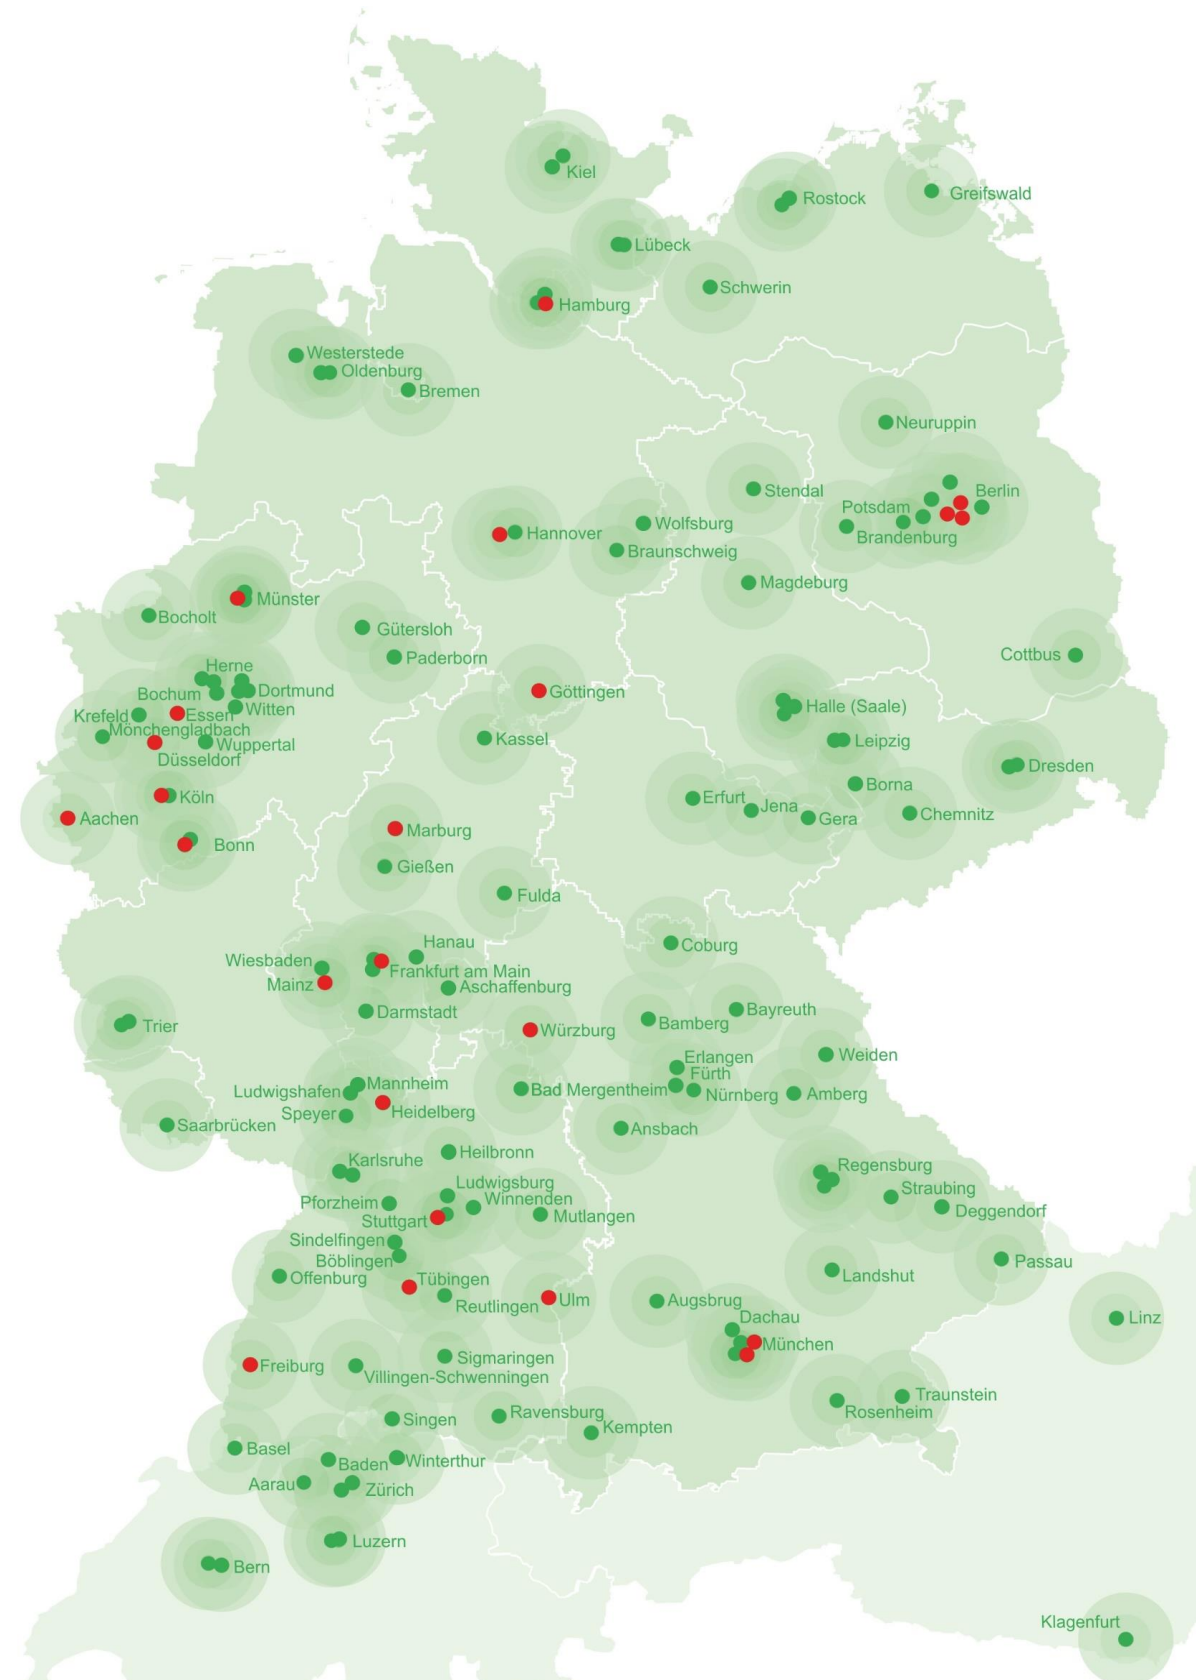 Kiel
Rostock
Greifswald
Lübeck
Schwerin
Hamburg
Westerstede
Oldenburg
Bremen
Neuruppin
Stendal
Berlin
Potsdam
Brandenburg
Hannover
Wolfsburg
Braunschweig
Magdeburg
Münster
Bocholt
Gütersloh
Paderborn
Cottbus
Herne
Bochum
Dortmund
Göttingen
Witten
Krefeld
Essen
Halle (Saale)
Mönchengladbach
Wuppertal
Kassel
Leipzig
Düsseldorf
Dresden
Borna
Köln
Erfurt
Jena
Gera
Chemnitz
Aachen
Marburg
Bonn
Gießen
Fulda
Hanau
Coburg
Wiesbaden
Frankfurt am Main
Mainz
Aschaffenburg
Darmstadt
Bayreuth
Bamberg
Trier
Würzburg
Weiden
Erlangen
Fürth
Mannheim
Ludwigshafen
Bad Mergentheim
Nürnberg
Amberg
Speyer
Heidelberg
Saarbrücken
Ansbach
Heilbronn
Karlsruhe
Regensburg
Ludwigsburg
Straubing
Winnenden
Pforzheim
Deggendorf
Stuttgart
Mutlangen
Sindelfingen
Böblingen
Passau
Offenburg
Tübingen
Landshut
Reutlingen
Ulm
Augsbrug
Dachau
Linz
München
Sigmaringen
Freiburg
Villingen-Schwenningen
Traunstein
Rosenheim
Singen
Ravensburg
Kempten
Basel
Baden
Winterthur
Aarau
Zürich
Luzern
Bern
Klagenfurt